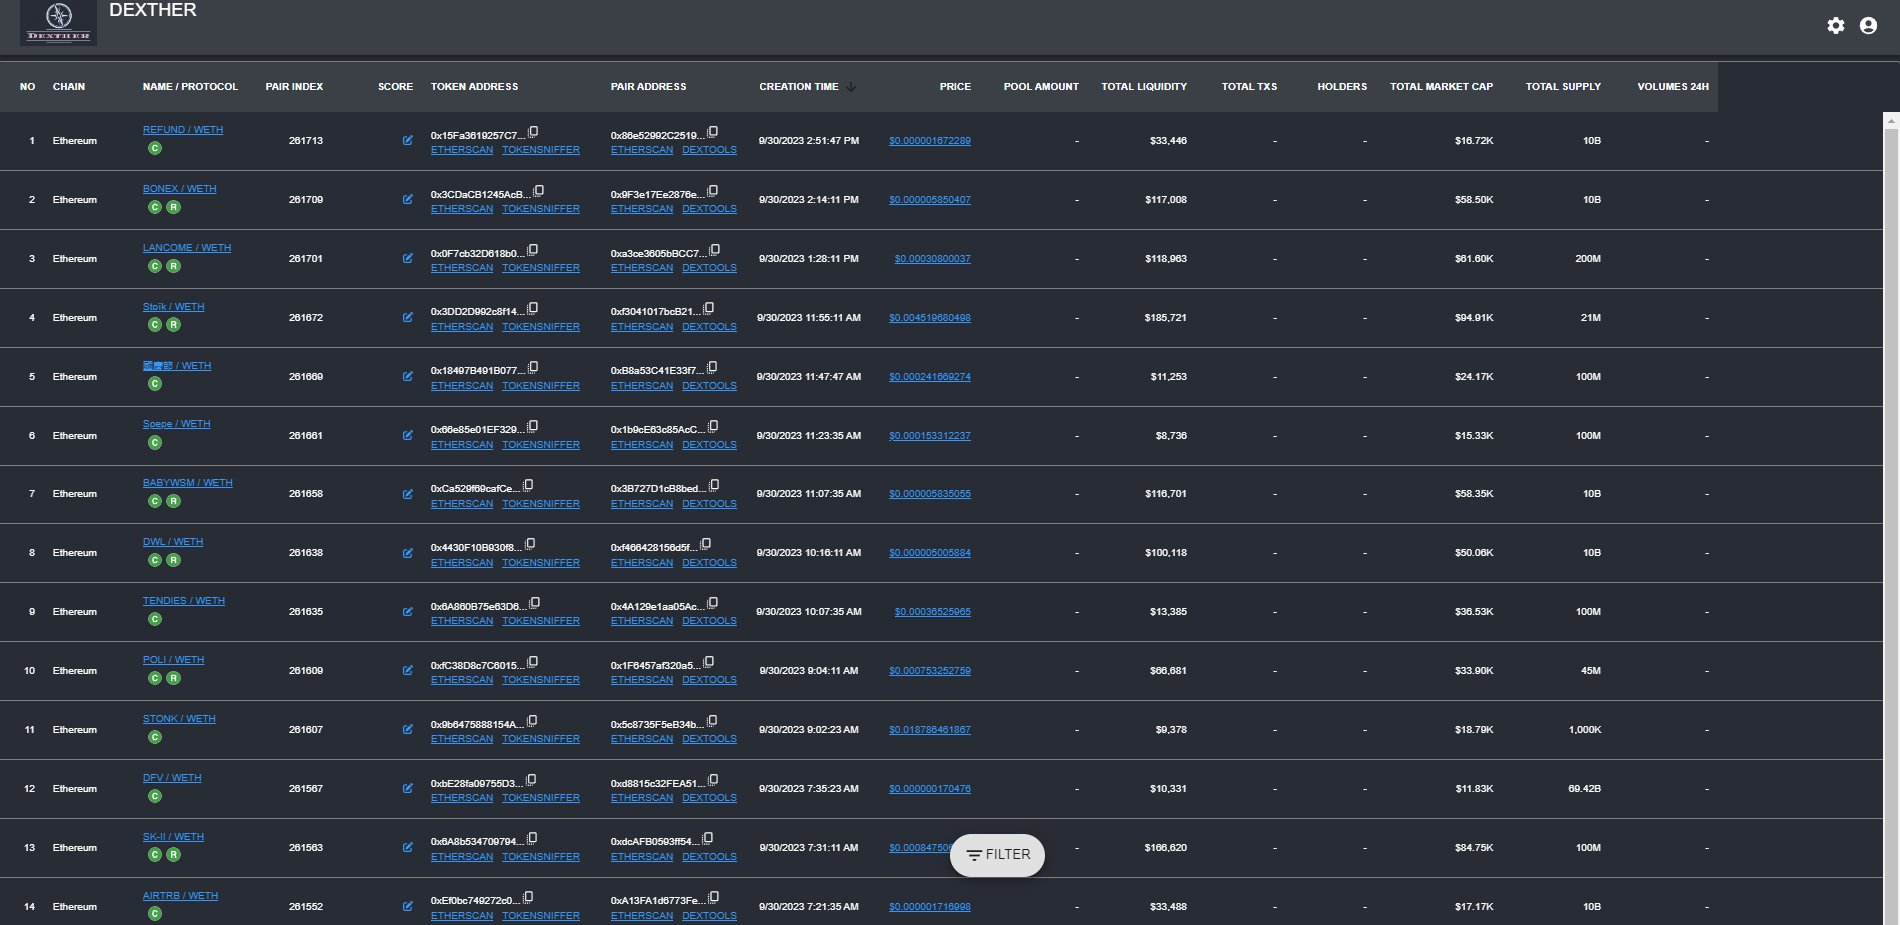 DEXTHER
DEXTHER
NO CHAIN NAME / PROTOCOL PAIR INDEX SCORE TOKEN ADDRESS PAIR ADDRESS CREATION TIME PRICE POOL AMOUNT TOTAL LIQUIDITY TOTAL TXS HOLDERS TOTAL MARKET CAP TOTAL SUPPLY VOLUMES 24H
REFUND / WETH
1 Ethereum C 261713 0x15Fa3619257C7... 0x86e52992C2519... 9/30/2023 2:51:47 PM $0.000001672289 - $33,446 - - $16.72K 10B -
ETHERSCAN TOKENSNIFFER ETHERSCAN DEXTOOLS
BONEX / WETH
2 Ethereum C R 261709 0x3CDaCB1245AcB... 0x9F3e17Ee2876e... 9/30/2023 2:14:11 PM $0.000005850407 - $117,008 - - $58.50K 10B -
ETHERSCAN TOKENSNIFFER ETHERSCAN DEXTOOLS
LANCOME / WETH
3 Ethereum C R 261701 0x0F7cb32D618b0... 0xa3ce3605bBCC7... 9/30/2023 1:28:11 PM $0.00030800037 - $118,963 - - $61.60K 200M -
ETHERSCAN TOKENSNIFFER ETHERSCAN DEXTOOLS
Stoïk / WETH
4 Ethereum C R 261672 0x3DD2D992c8f14... 0xf3041017bcB21... 9/30/2023 11:55:11 AM $0.004519680498 - $185,721 - - $94.91K 21M -
ETHERSCAN TOKENSNIFFER ETHERSCAN DEXTOOLS
國慶節 / WETH
5 Ethereum C 261669 0x18497B491B077... 0xB8a53C41E33f7... 9/30/2023 11:47:47 AM $0.000241669274 - $11,253 - - $24.17K 100M -
ETHERSCAN TOKENSNIFFER ETHERSCAN DEXTOOLS
Spepe / WETH
6 Ethereum C 261661 0x66e85e01EF329... 0x1b9cE63c85AcC... 9/30/2023 11:23:35 AM $0.000153312237 - $8,736 - - $15.33K 100M -
ETHERSCAN TOKENSNIFFER ETHERSCAN DEXTOOLS
BABYWSM / WETH
7 Ethereum C R 261658 0xCa529f69cafCe... 0x3B727D1cB8bed... 9/30/2023 11:07:35 AM $0.000005835055 - $116,701 - - $58.35K 10B -
ETHERSCAN TOKENSNIFFER ETHERSCAN DEXTOOLS
DWL / WETH
8 Ethereum C R 261638 0x4430F10B930f8... 0xf466428156d5f... 9/30/2023 10:16:11 AM $0.000005005884 - $100,118 - - $50.06K 10B -
ETHERSCAN TOKENSNIFFER ETHERSCAN DEXTOOLS
TENDIES / WETH
9 Ethereum C 261635 0x6A860B75e63D6... 0x4A129e1aa05Ac... 9/30/2023 10:07:35 AM $0.00036525965 - $13,385 - - $36.53K 100M -
ETHERSCAN TOKENSNIFFER ETHERSCAN DEXTOOLS
POLI / WETH
10 Ethereum C R 261609 0xfC38D8c7C6015... 0x1F6457af320a5... 9/30/2023 9:04:11 AM $0.000753252759 - $66,681 - - $33.90K 45M -
ETHERSCAN TOKENSNIFFER ETHERSCAN DEXTOOLS
STONK / WETH
11 Ethereum C 261607 0x9b6475888154A... 0x5c8735F5eB34b... 9/30/2023 9:02:23 AM $0.018786461867 - $9,378 - - $18.79K 1,000K -
ETHERSCAN TOKENSNIFFER ETHERSCAN DEXTOOLS
DFV / WETH
12 Ethereum C 261567 0xbE28fa09755D3... 0xd8815c32FEA51... 9/30/2023 7:35:23 AM $0.000000170476 - $10,331 - - $11.83K 69.42B -
ETHERSCAN TOKENSNIFFER ETHERSCAN DEXTOOLS
SK-II / WETH
13 Ethereum C R 261563 0x6A8b534709794... 0xdcAFB0593ff54... 9/30/2023 7:31:11 AM - $166,620 - - $84.75K 100M -
ETHERSCAN TOKENSNIFFER ETHERSCAN DEXTOOLS
FILTER
AIRTRB / WETH
14 Ethereum C 261552 0xEf0bc749272c0... 0xA13FA1d6773Fe... 9/30/2023 7:21:35 AM $0.000001716998 - $33,488 - - $17.17K 10B -
ETHERSCAN TOKENSNIFFER ETHERSCAN DEXTOOLS